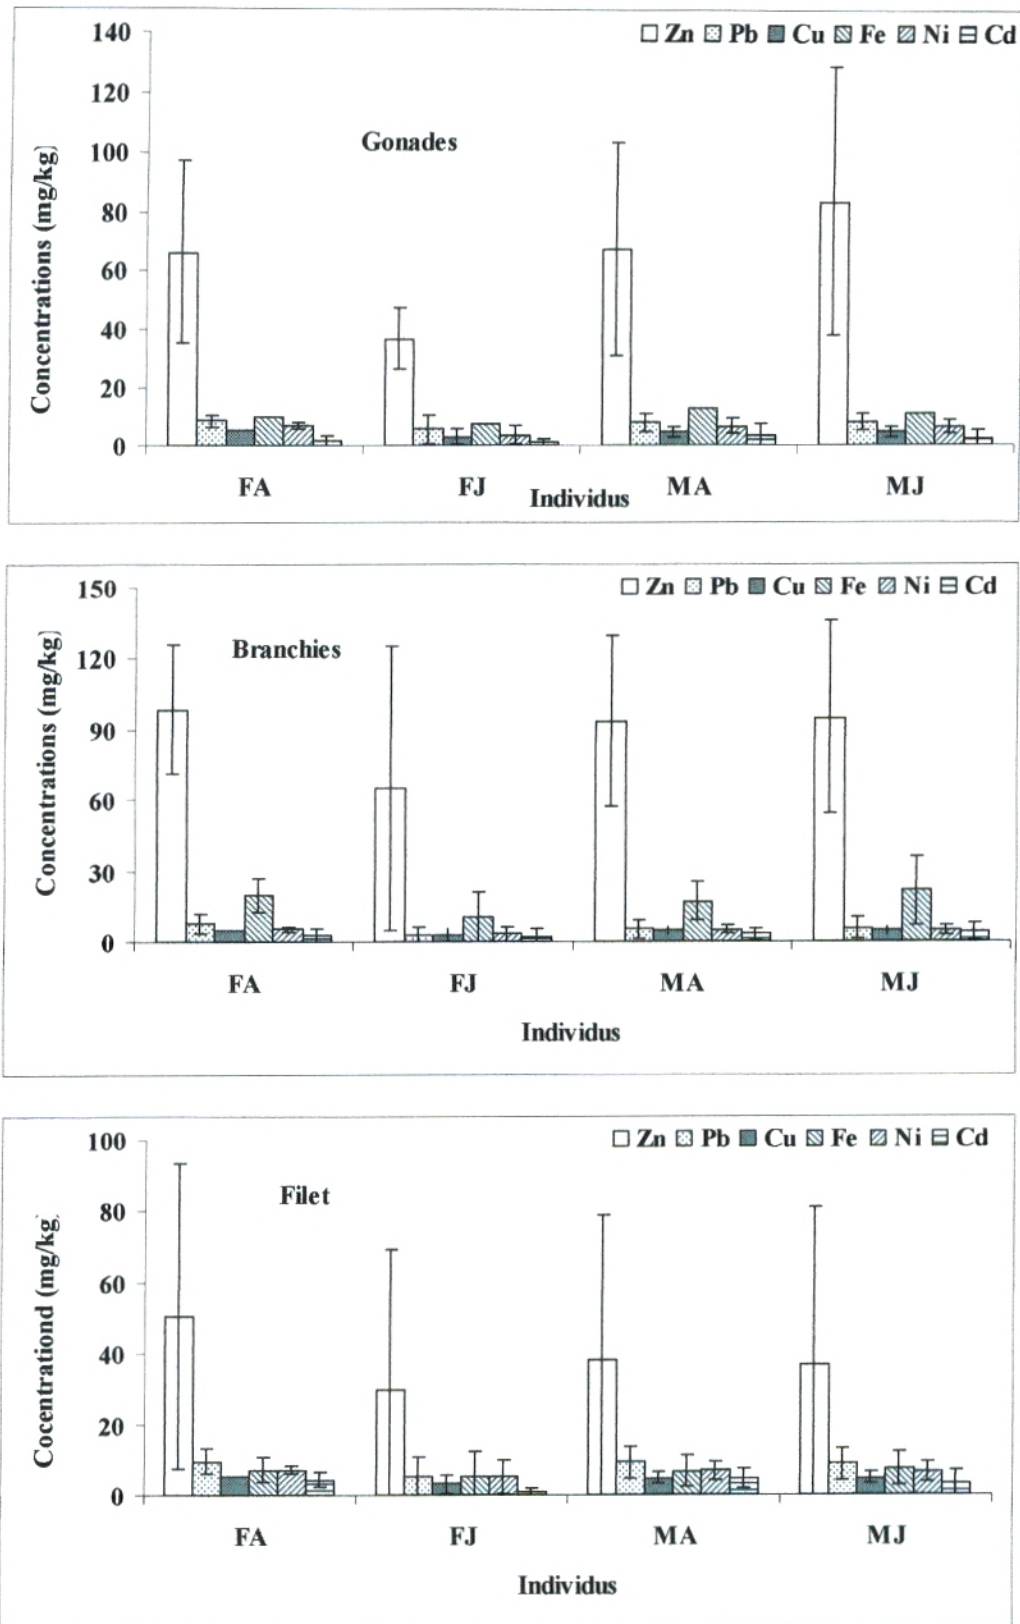 140
120
100
80
60
40
20
0
Concentrations (mg/kg)
Zn Pb Cu Fe Ni Cd
Gonades
FA FJ MA MJ
Individus
150
120
90
60
30
0
Concentrations (mg/kg)
Zn Pb Cu Fe Ni Cd
Branchies
FA FJ MA MJ
Individus
100
80
60
40
20
0
Cocentrationd (mg/kg)
Zn Pb Cu Fe Ni Cd
Filet
FA FJ MA MJ
Individus